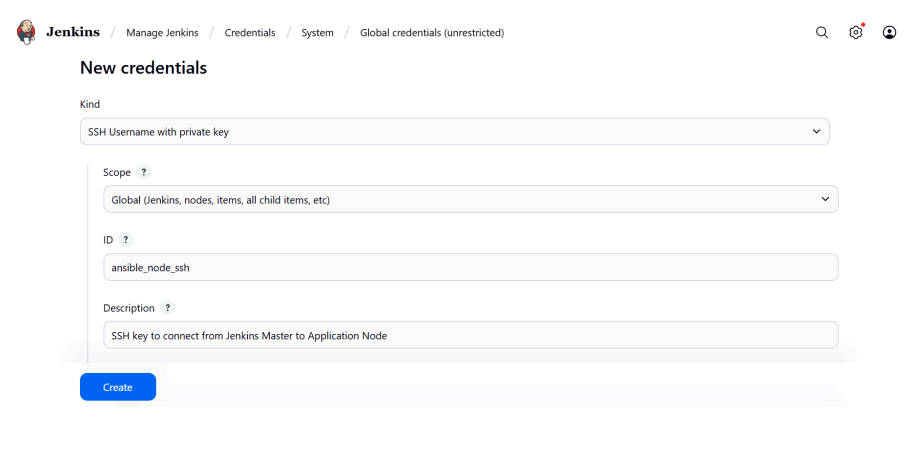 Jenkins / Manage Jenkins / Credentials / System / Global credentials (unrestricted)
New credentials
Kind
SSH Username with private key
Scope ?
Global (Jenkins, nodes, items, all child items, etc)
ID ?
ansible_node_ssh
Description ?
SSH key to connect from Jenkins Master to Application Node
Create